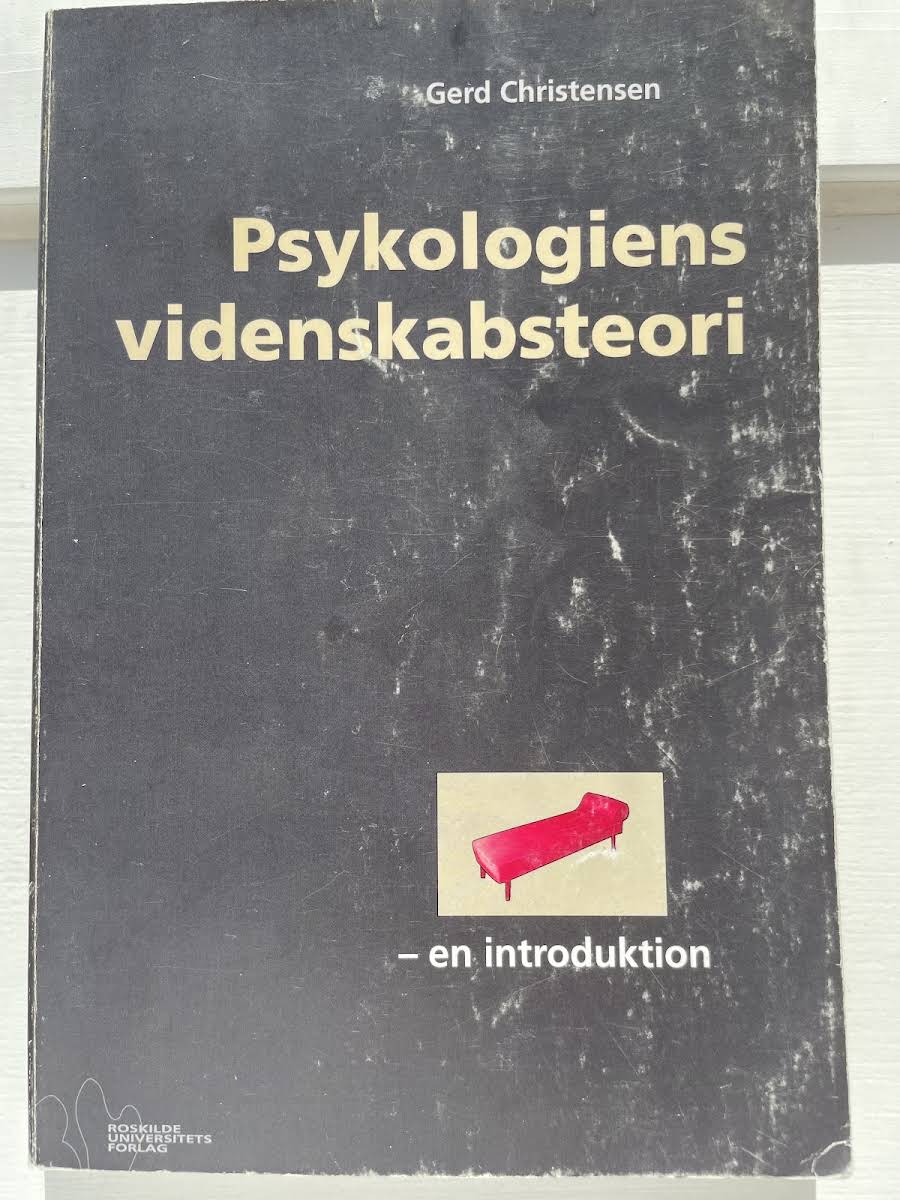 Gerd Christensen
Psykologiens
videnskabsteori
– en introduktion
ROSKILDE
UNIVERSITETS
FORLAG